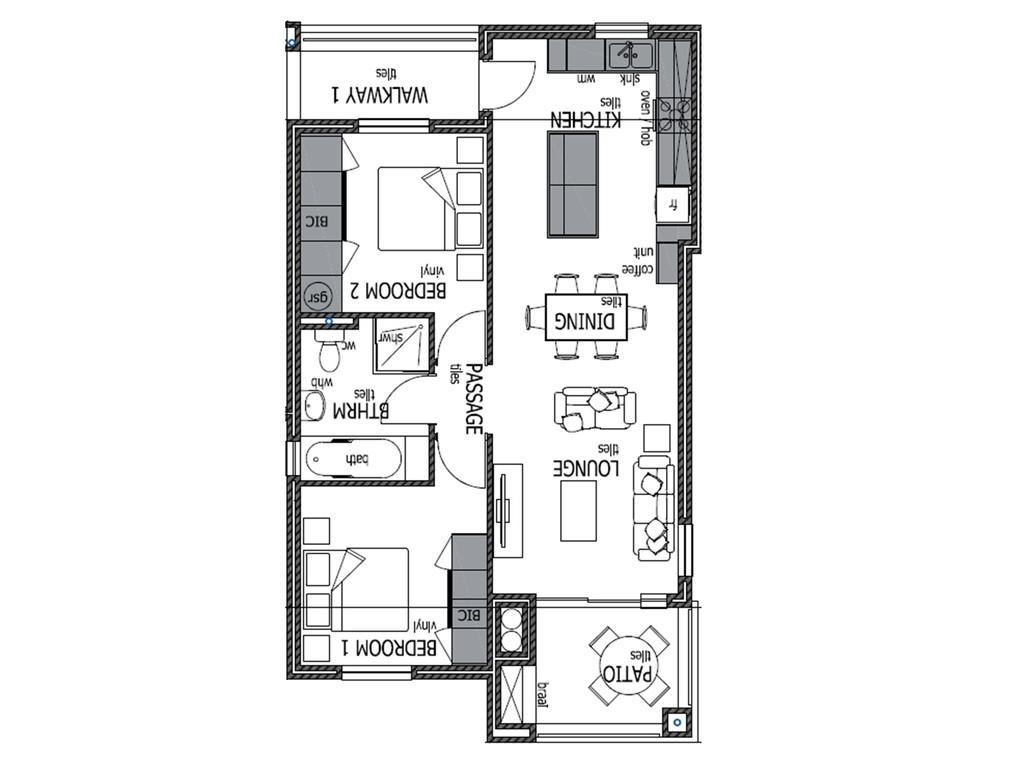 WALKWAY 1
tiles
wm
sink
oven / hob
KITCHEN
tiles
fr
coffee
unit
BIC
vinyl
BEDROOM 2
gsr
DINING
tiles
wc
shwr
whb
BTHRM
tiles
PASSAGE
tiles
bath
LOUNGE
tiles
BIC
BEDROOM 1
vinyl
PATIO
tiles
braai